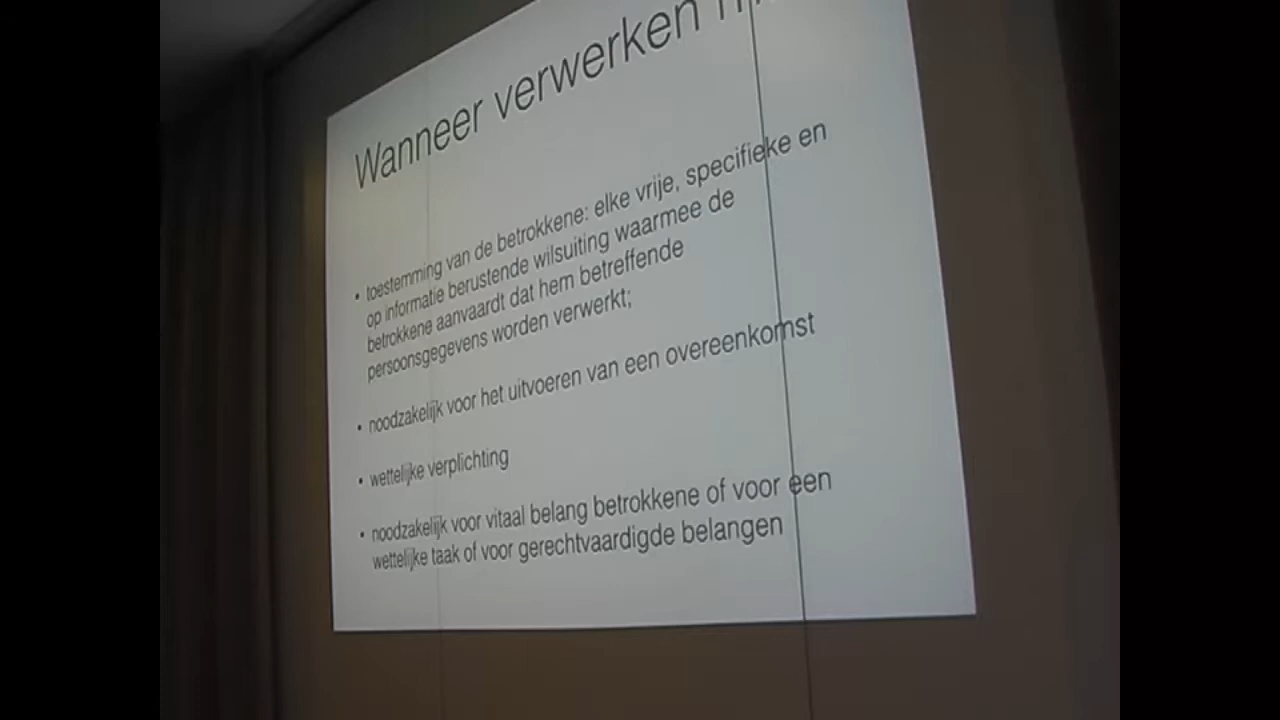 Wanneer verwerken
• toestemming van de betrokkene: elke vrije, specifieke en
op informatie berustende wilsuiting waarmee de
betrokkene aanvaardt dat hem betreffende
persoonsgegevens worden verwerkt;
• noodzakelijk voor het uitvoeren van een overeenkomst
• wettelijke verplichting
• noodzakelijk voor vitaal belang betrokkene of voor een
wettelijke taak of voor gerechtvaardigde belangen